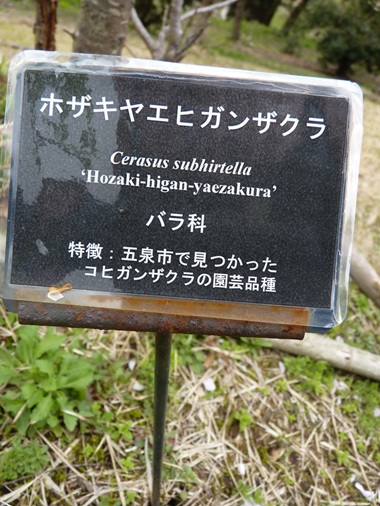 ホザキヤエヒガンザクラ
Cerasus subhirtella
‘Hozaki-higan-yaezakura’
バラ科
特徴：五泉市で見つかった
コヒガンザクラの園芸品種